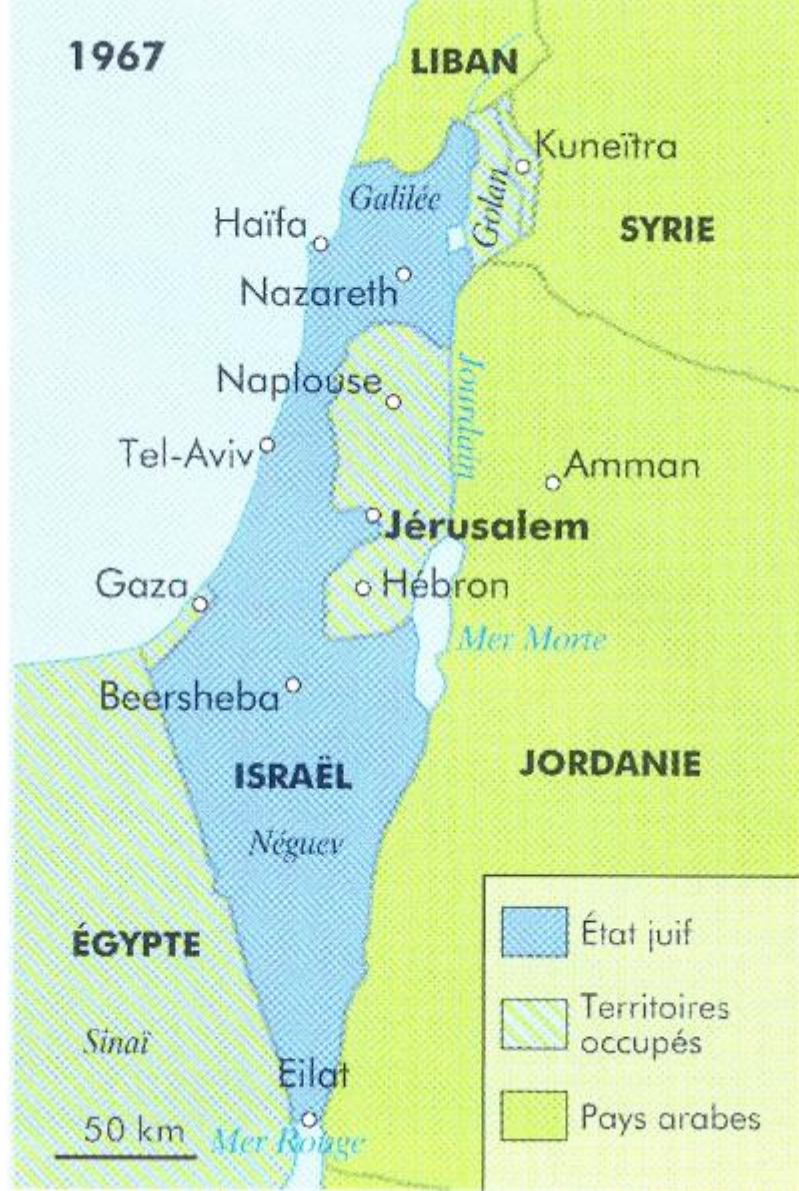 1967
LIBAN
Kuneïtra
Galilée
Golan
Haïfa
SYRIE
Nazareth
Naplouse
Jourdain
Tel-Aviv
Amman
Jérusalem
Gaza
Hébron
Mer Morte
Beersheba
ISRAËL
JORDANIE
Néguev
ÉGYPTE
État juif
Territoires
occupés
Sinaï
Eilat
Pays arabes
50 km
Mer Rouge